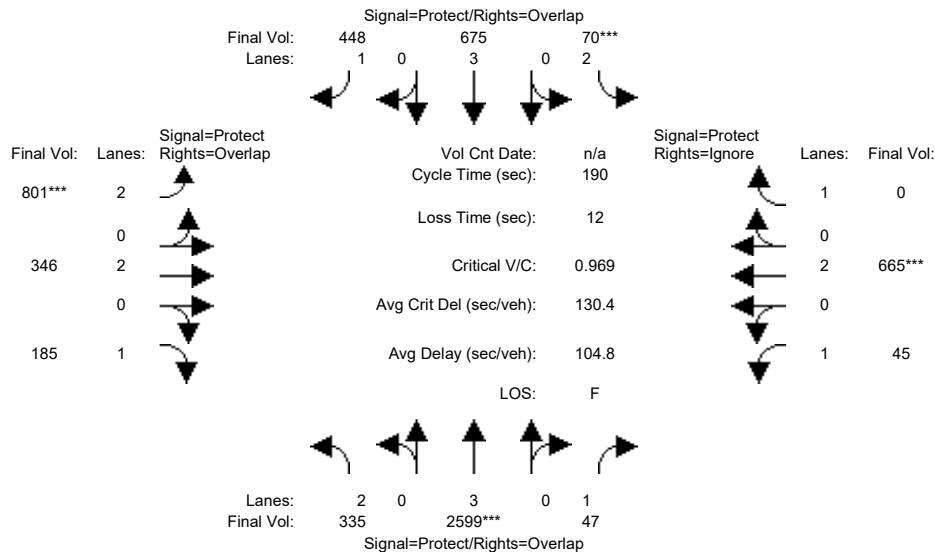 Signal=Protect/Rights=Overlap
Final Vol: 448 675 70***
Lanes: 1 0 3 0 2
Signal=Protect
Final Vol: Lanes: Rights=Overlap
Vol Cnt Date: n/a
Cycle Time (sec): 190
Signal=Protect
Rights=Ignore Lanes: Final Vol:
801*** 2
1 0
Loss Time (sec): 12
0
0
346 2
Critical V/C: 0.969
2 665***
0
Avg Crit Del (sec/veh): 130.4
0
185 1
Avg Delay (sec/veh): 104.8
1 45
LOS: F
Lanes: 2 0 3 0 1
Final Vol: 335 2599*** 47
Signal=Protect/Rights=Overlap